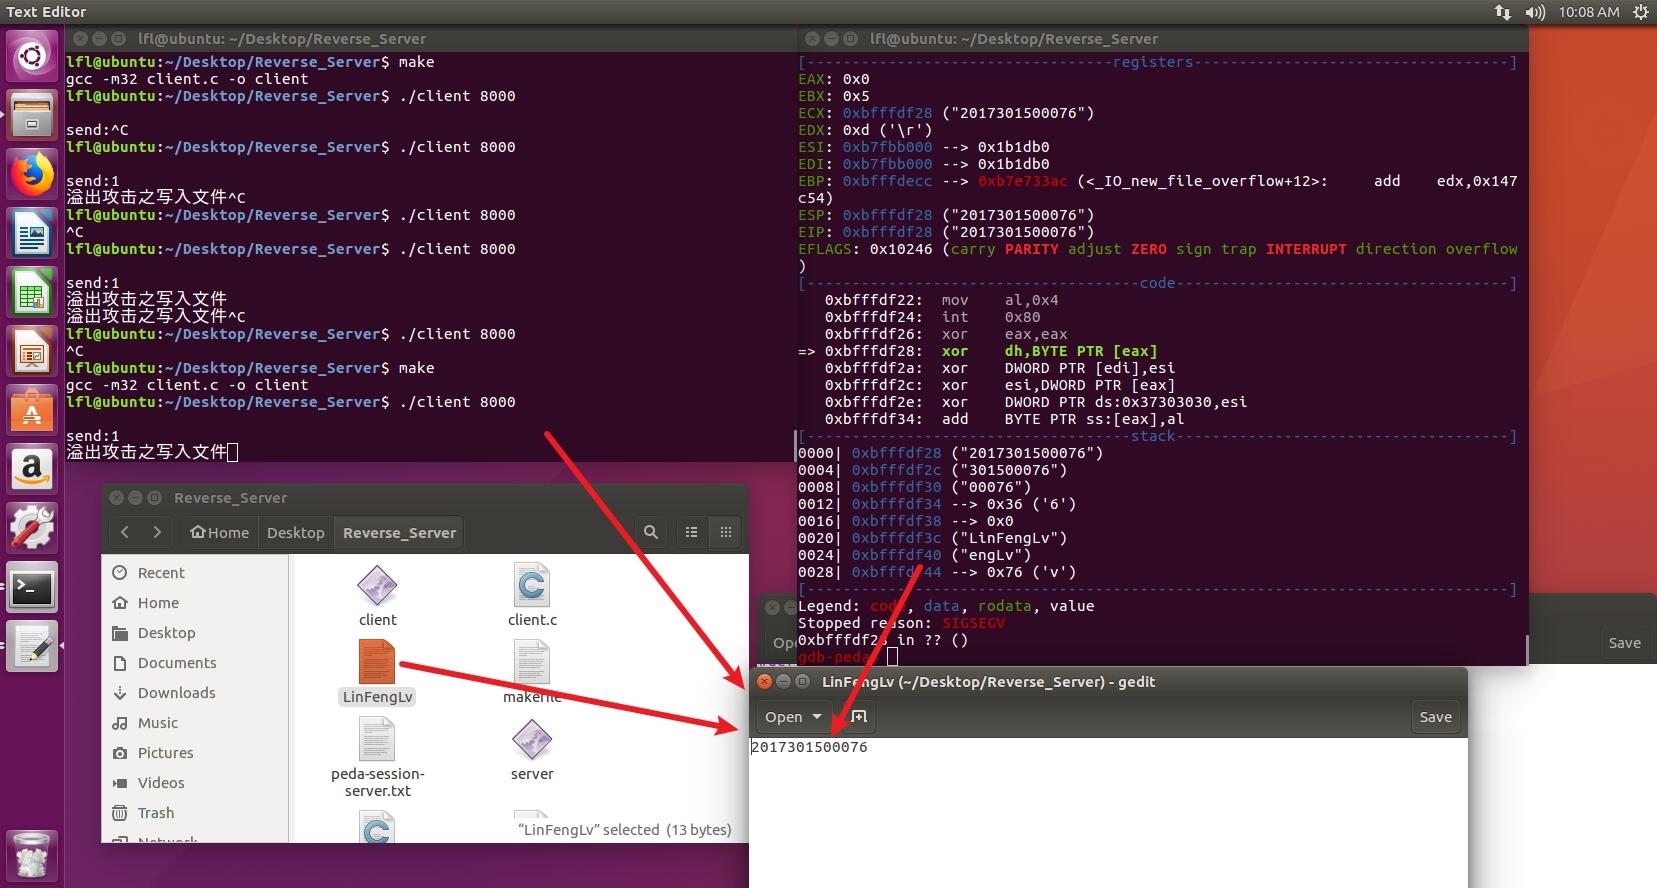 Text Editor
10:08 AM
lfl@ubuntu: ~/Desktop/Reverse_Server
lfl@ubuntu:~/Desktop/Reverse_Server$ make
gcc -m32 client.c -o client
lfl@ubuntu:~/Desktop/Reverse_Server$ ./client 8000
send:^C
lfl@ubuntu:~/Desktop/Reverse_Server$ ./client 8000
send:1
溢出攻击之写入文件^C
lfl@ubuntu:~/Desktop/Reverse_Server$ ./client 8000
^C
lfl@ubuntu:~/Desktop/Reverse_Server$ ./client 8000
send:1
溢出攻击之写入文件
溢出攻击之写入文件^C
lfl@ubuntu:~/Desktop/Reverse_Server$ ./client 8000
^C
lfl@ubuntu:~/Desktop/Reverse_Server$ make
gcc -m32 client.c -o client
lfl@ubuntu:~/Desktop/Reverse_Server$ ./client 8000
send:1
溢出攻击之写入文件
lfl@ubuntu: ~/Desktop/Reverse_Server
[----------------------------------registers-----------------------------------]
EAX: 0x0
EBX: 0x5
ECX: 0xbfffdf28 ("2017301500076")
EDX: 0xd ('\r')
ESI: 0xb7fbb000 --> 0x1b1db0
EDI: 0xb7fbb000 --> 0x1b1db0
EBP: 0xbfffdecc --> 0xb7e733ac (<_IO_new_file_overflow+12>: add edx,0x147
c54)
ESP: 0xbfffdf28 ("2017301500076")
EIP: 0xbfffdf28 ("2017301500076")
EFLAGS: 0x10246 (carry PARITY adjust ZERO sign trap INTERRUPT direction overflow
)
[-------------------------------------code-------------------------------------]
0xbfffdf22: mov al,0x4
0xbfffdf24: int 0x80
0xbfffdf26: xor eax,eax
=> 0xbfffdf28: xor dh,BYTE PTR [eax]
0xbfffdf2a: xor DWORD PTR [edi],esi
0xbfffdf2c: xor esi,DWORD PTR [eax]
0xbfffdf2e: xor DWORD PTR ds:0x37303030,esi
0xbfffdf34: add BYTE PTR ss:[eax],al
[------------------------------------stack-------------------------------------]
0000| 0xbfffdf28 ("2017301500076")
0004| 0xbfffdf2c ("301500076")
0008| 0xbfffdf30 ("00076")
0012| 0xbfffdf34 --> 0x36 ('6')
0016| 0xbfffdf38 --> 0x0
0020| 0xbfffdf3c ("LinFengLv")
0024| 0xbfffdf40 ("engLv")
0028| 0xbfffdf44 --> 0x76 ('v')
[------------------------------------------------------------------------------]
Legend: code, data, rodata, value
Stopped reason: SIGSEGV
0xbfffdf28 in ?? ()
gdb-peda$
Save
Reverse_Server
Home Desktop Reverse_Server
Recent
Home
Desktop
Documents
Downloads
Music
Pictures
Videos
Trash
Network
client
client.c
LinFengLv
makefile
peda-session-
server.txt
server
“LinFengLv” selected (13 bytes)
LinFengLv (~/Desktop/Reverse_Server) - gedit
Open
Save
2017301500076